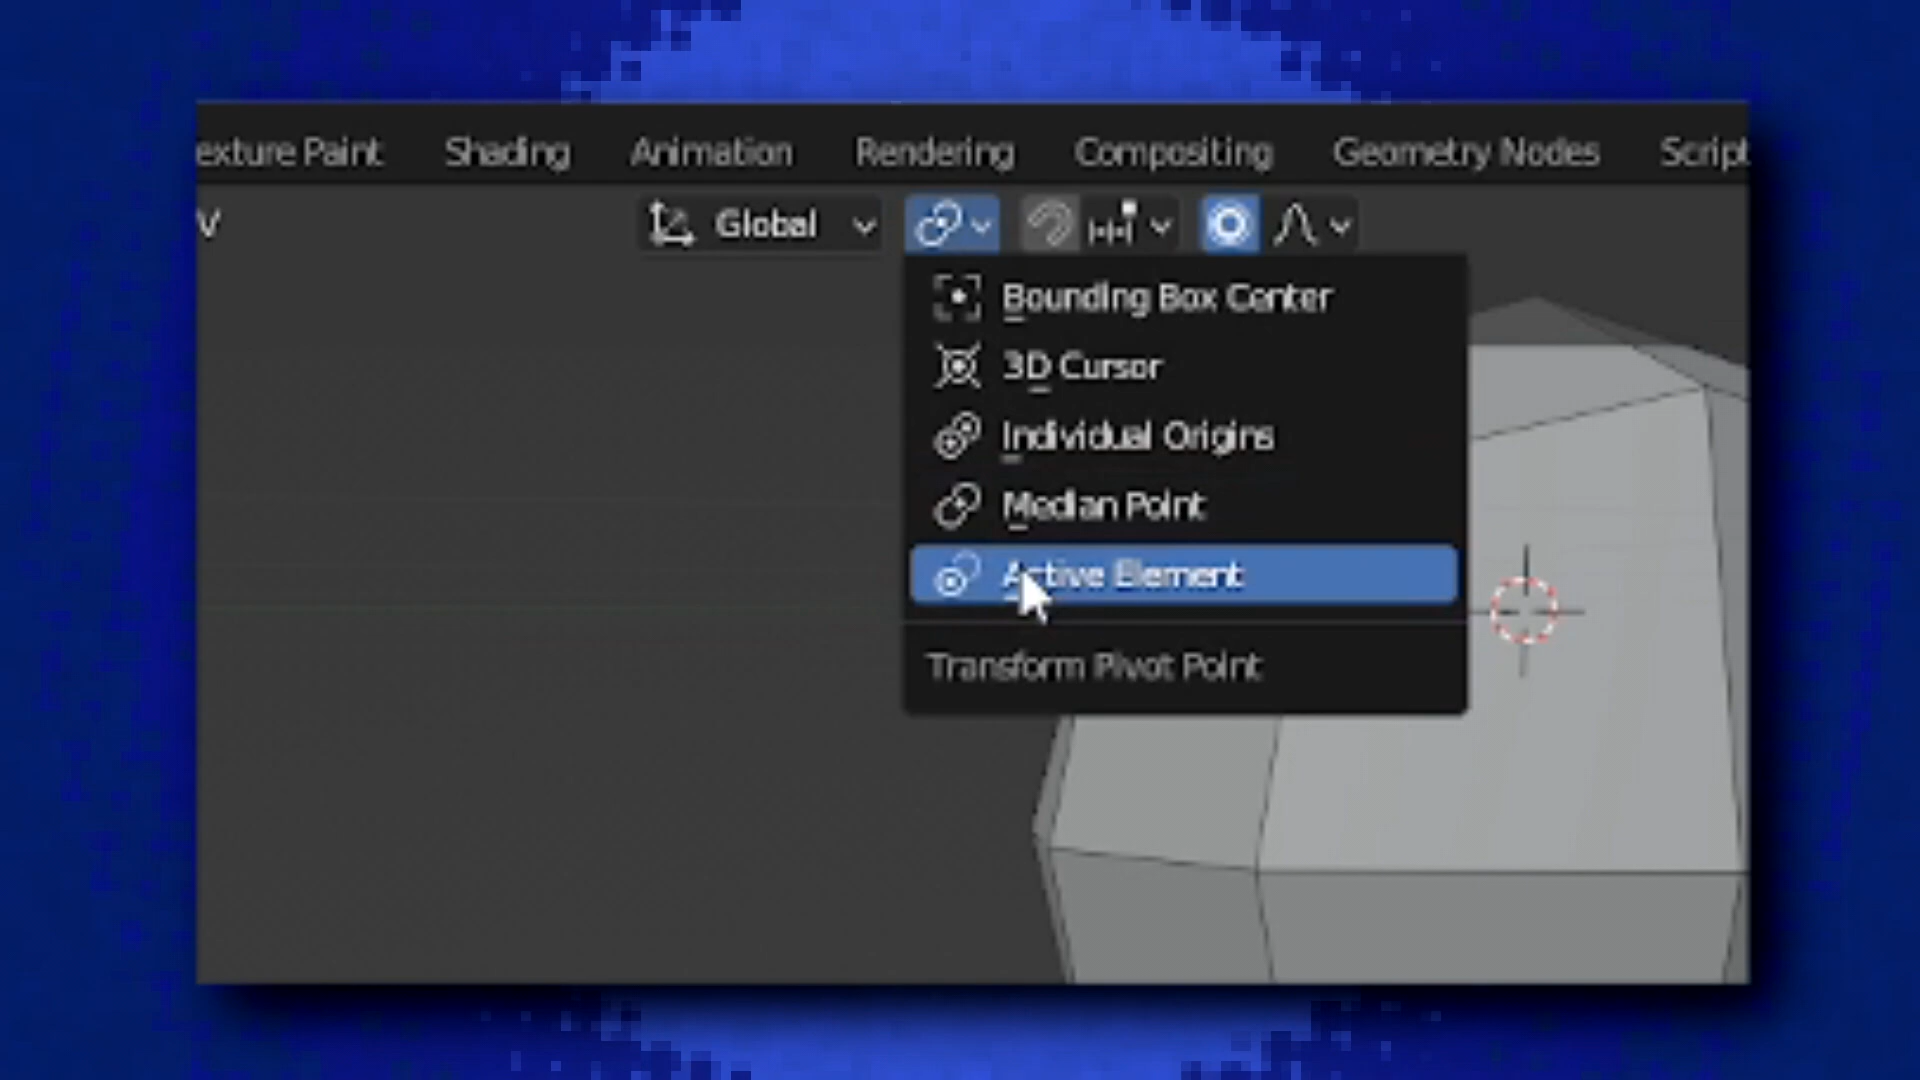 exture Paint Shading Animation Rendering Compositing Geometry Nodes Script
V Global
Bounding Box Center
3D Cursor
Individual Origins
Median Point
Active Element
Transform Pivot Point